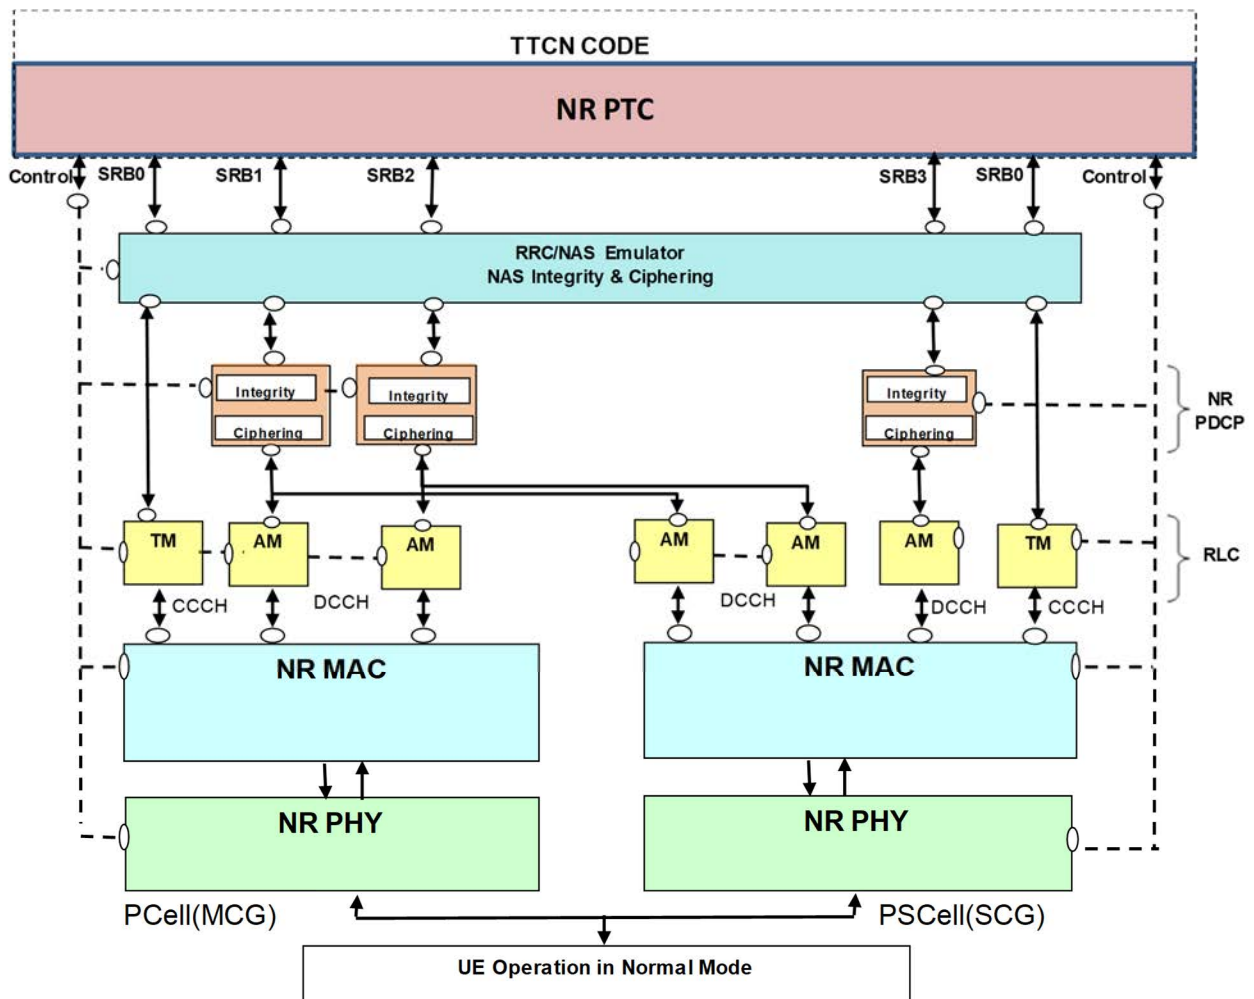 TTCN CODE
NR PTC
Control
SRB0
SRB1
SRB2
SRB3
SRB0
Control
RRC/NAS Emulator
NAS Integrity & Ciphering
Integrity
Ciphering
Integrity
Ciphering
Integrity
Ciphering
NR
PDCP
TM
AM
AM
AM
AM
AM
TM
RLC
CCCH
DCCH
DCCH
DCCH
CCCH
NR MAC
NR MAC
NR PHY
NR PHY
PCell(MCG)
PSCell(SCG)
UE Operation in Normal Mode